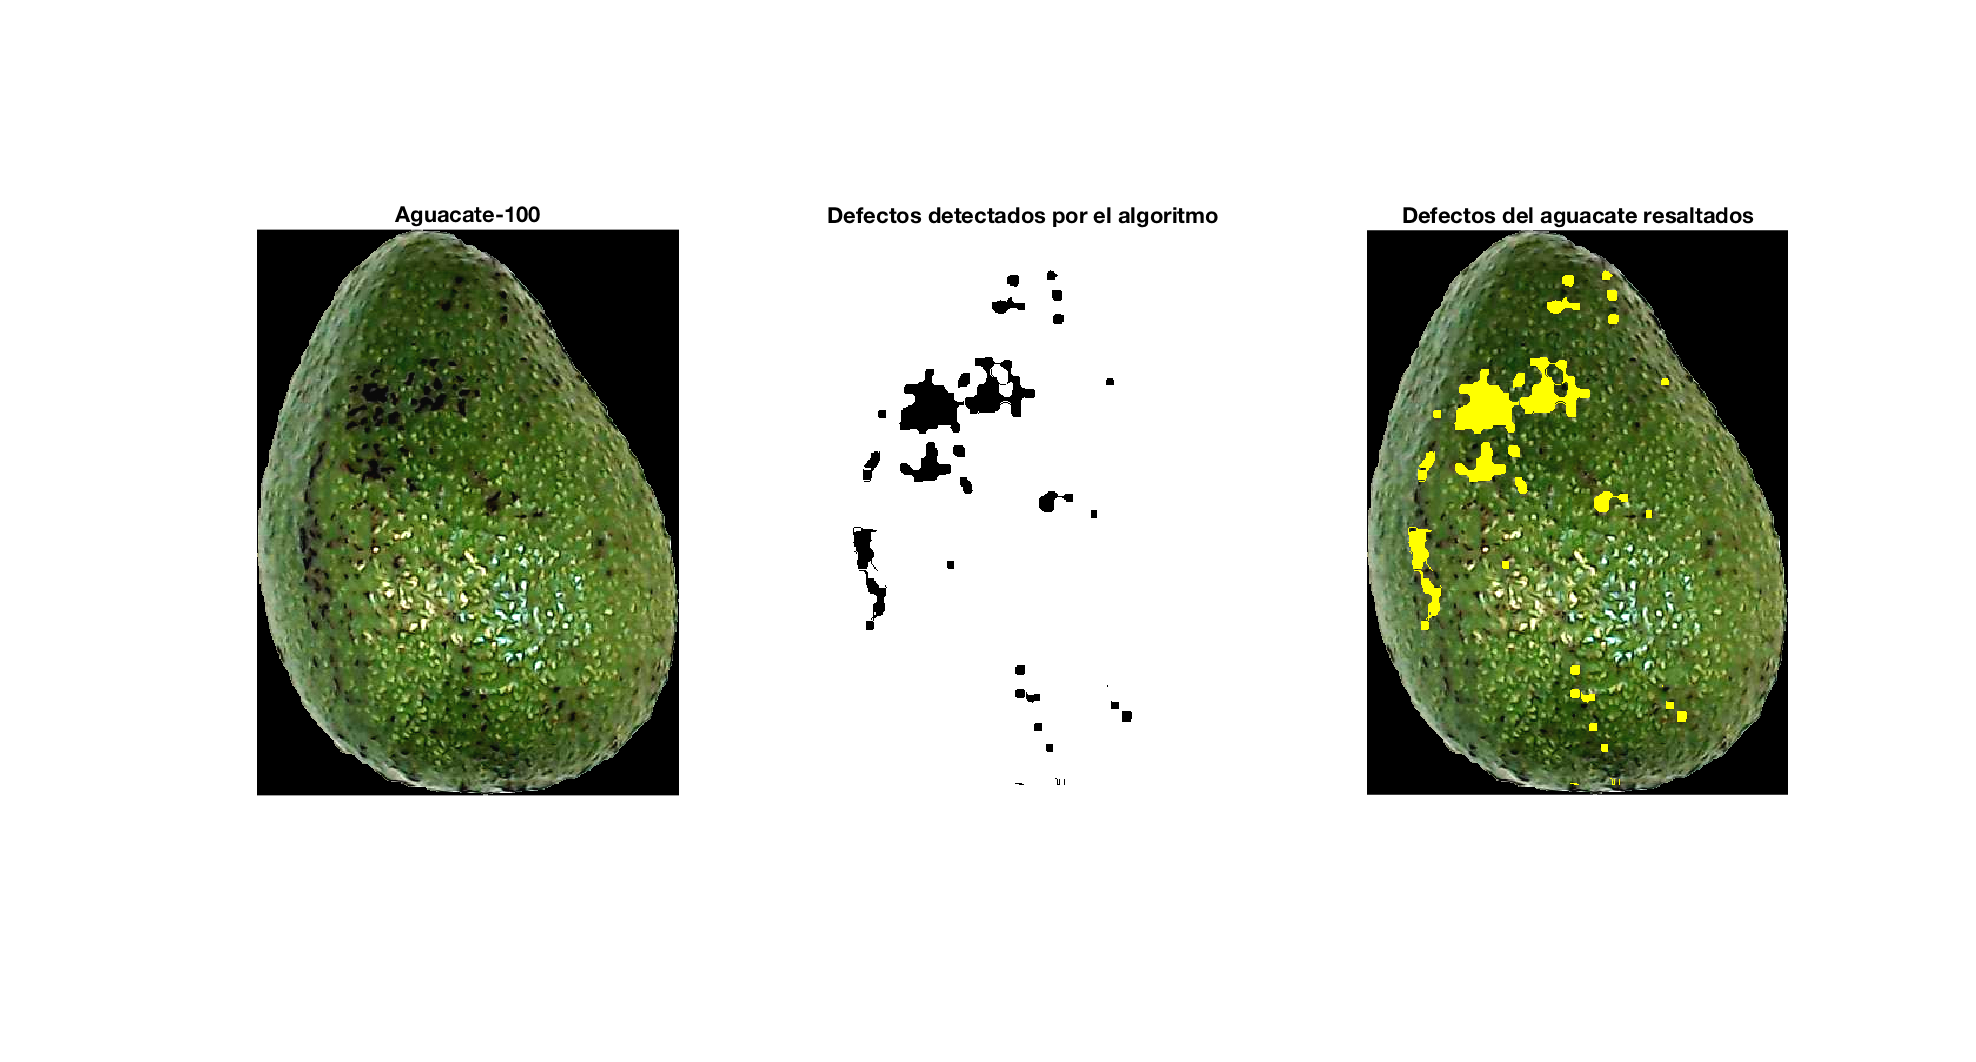 Aguacate-100
Defectos detectados por el algoritmo
Defectos del aguacate resaltados